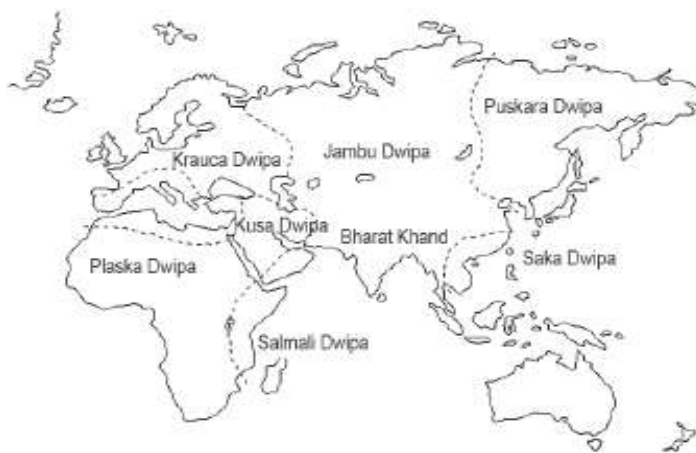 Puskara Dwipa
Krauca Dwipa
Jambu Dwipa
Kusa Dwipa
Bharat Khand
Plaska Dwipa
Saka Dwipa
Salmali Dwipa